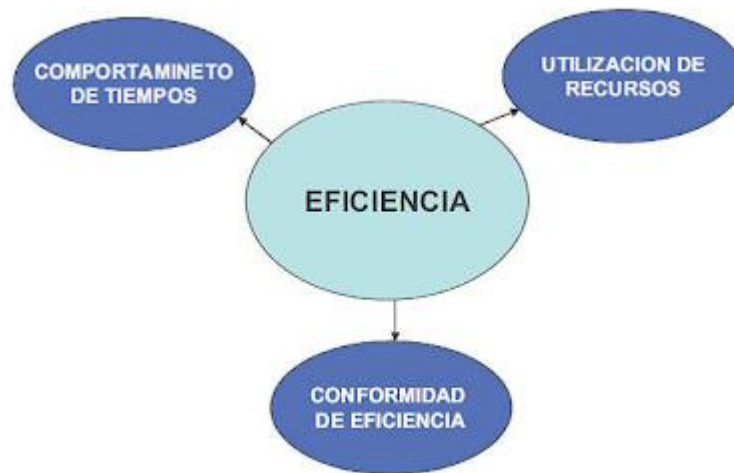 COMPORTAMINETO
DE TIEMPOS
UTILIZACION DE
RECURSOS
EFICIENCIA
CONFORMIDAD
DE EFICIENCIA